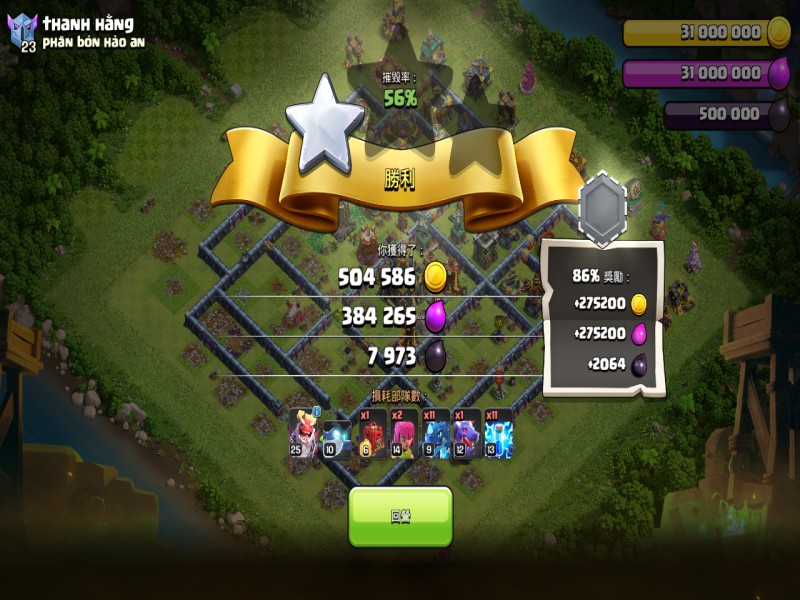 Thanh Hằng
23
phân bón hảo an
31 000 000
31 000 000
500 000
摧毀率：
56%
勝利
你獲得了：
504 586
384 265
7 973
86% 獎勵：
+275200
+275200
+2064
損耗部隊數：
x1 x2 x11 x1 x11
25 10 6 14 9 12 13
回營